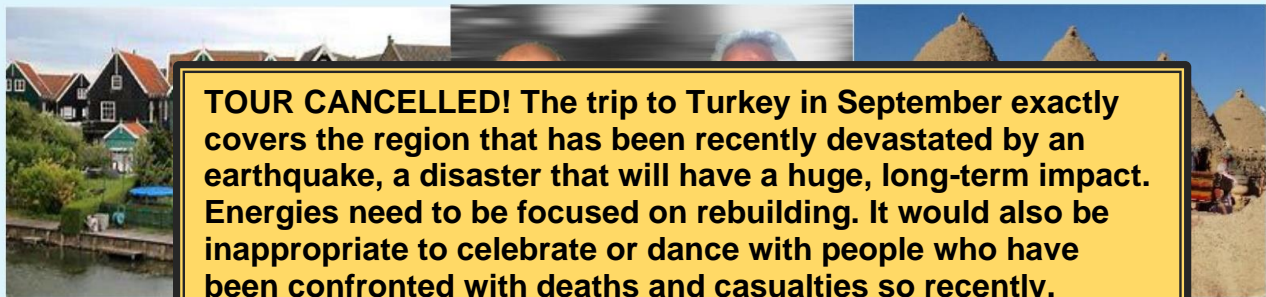 TOUR CANCELLED! The trip to Turkey in September exactly
covers the region that has been recently devastated by an
earthquake, a disaster that will have a huge, long-term impact.
Energies need to be focused on rebuilding. It would also be
inappropriate to celebrate or dance with people who have
been confronted with deaths and casualties so recently.